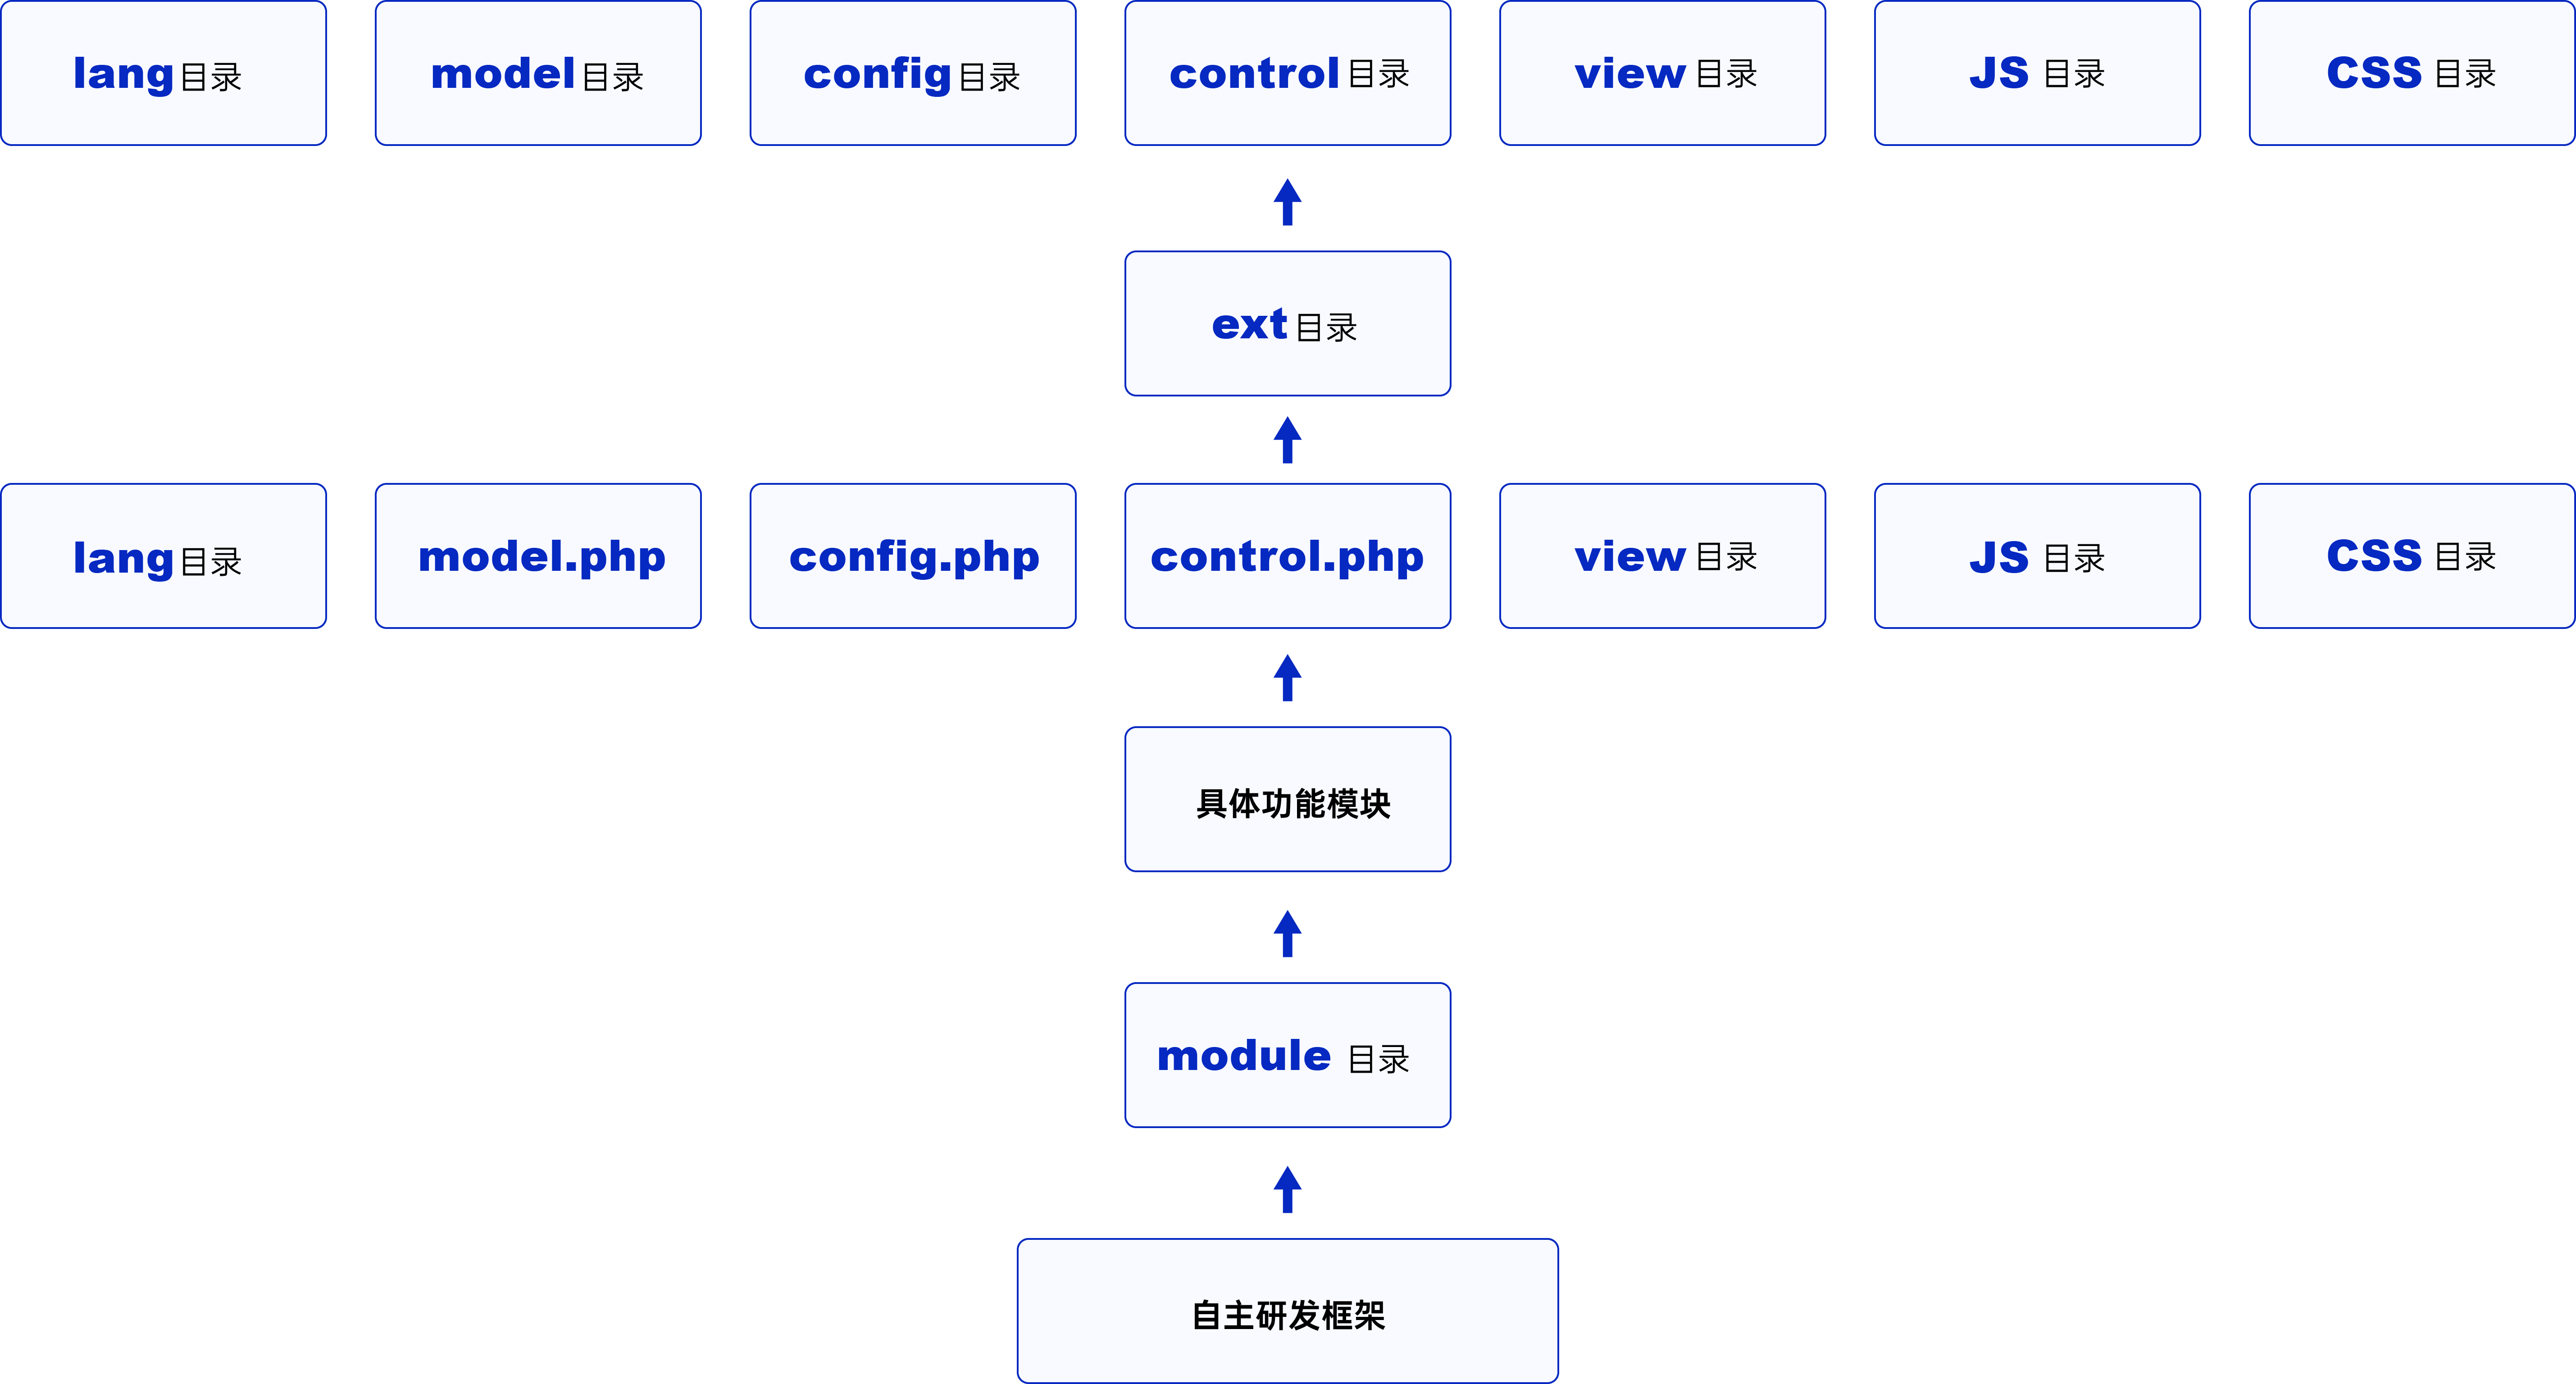 lang目录
model目录
config目录
control目录
view目录
JS 目录
CSS 目录
ext目录
lang目录
model.php
config.php
control.php
view目录
JS 目录
CSS 目录
具体功能模块
module 目录
自主研发框架